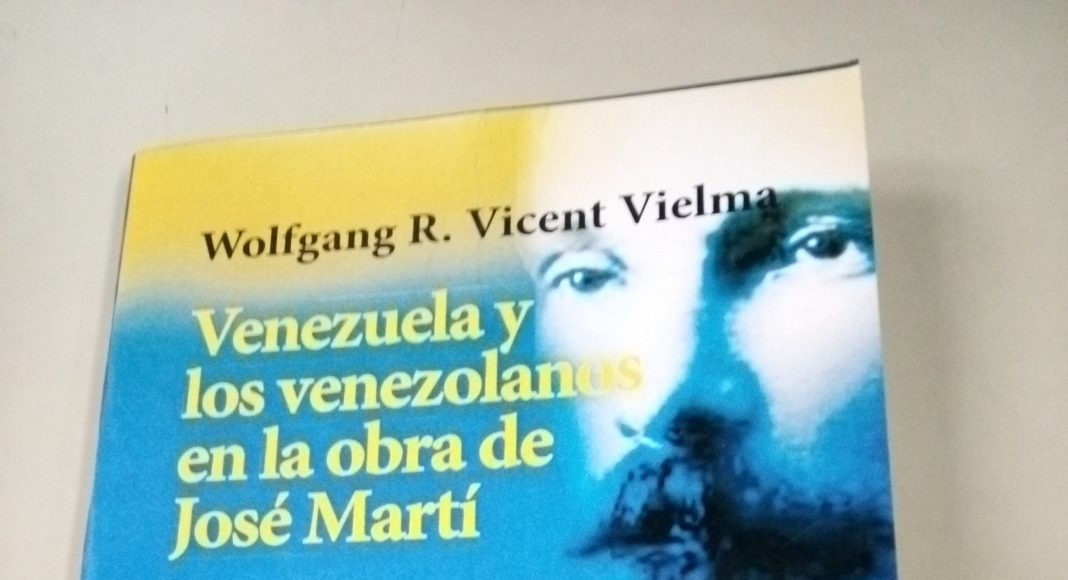 Wolfgang R. Vicent Vielma
Venezuela y
los venezolanos
en la obra de
José Martí